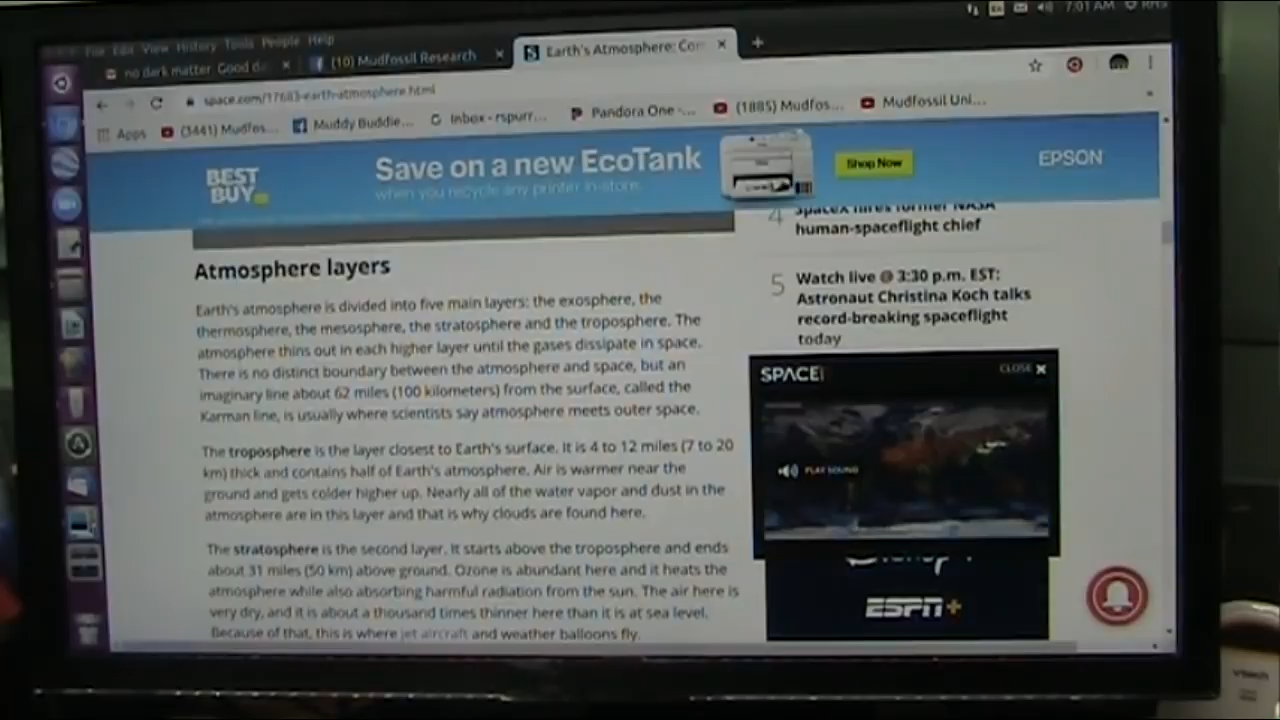 7:01 AM
File Edit View History Tools People Help
no dark matter. Good d
(10) Mudfossil Research
Earth's Atmosphere: Com
space.com/17683-earth-atmosphere.html
Apps
(3441) Mudfos...
Muddy Buddie...
Inbox - rspurr...
Pandora One -...
(1885) Mudfos...
Mudfossil Uni...
BEST
BUY
Save on a new EcoTank
when you recycle any printer in-store.
Shop Now
EPSON
Atmosphere layers
Earth's atmosphere is divided into five main layers: the exosphere, the
thermosphere, the mesosphere, the stratosphere and the troposphere. The
atmosphere thins out in each higher layer until the gases dissipate in space.
There is no distinct boundary between the atmosphere and space, but an
imaginary line about 62 miles (100 kilometers) from the surface, called the
Karman line, is usually where scientists say atmosphere meets outer space.
The troposphere is the layer closest to Earth's surface. It is 4 to 12 miles (7 to 20
km) thick and contains half of Earth's atmosphere. Air is warmer near the
ground and gets colder higher up. Nearly all of the water vapor and dust in the
atmosphere are in this layer and that is why clouds are found here.
The stratosphere is the second layer. It starts above the troposphere and ends
about 31 miles (50 km) above ground. Ozone is abundant here and it heats the
atmosphere while also absorbing harmful radiation from the sun. The air here is
very dry, and it is about a thousand times thinner here than it is at sea level.
Because of that, this is where jet aircraft and weather balloons fly.
4 SpaceX hires former NASA
human-spaceflight chief
5 Watch live @ 3:30 p.m. EST:
Astronaut Christina Koch talks
record-breaking spaceflight
today
SPACE
CLOSE X
PLAY SOUND
ESPN+
vtech